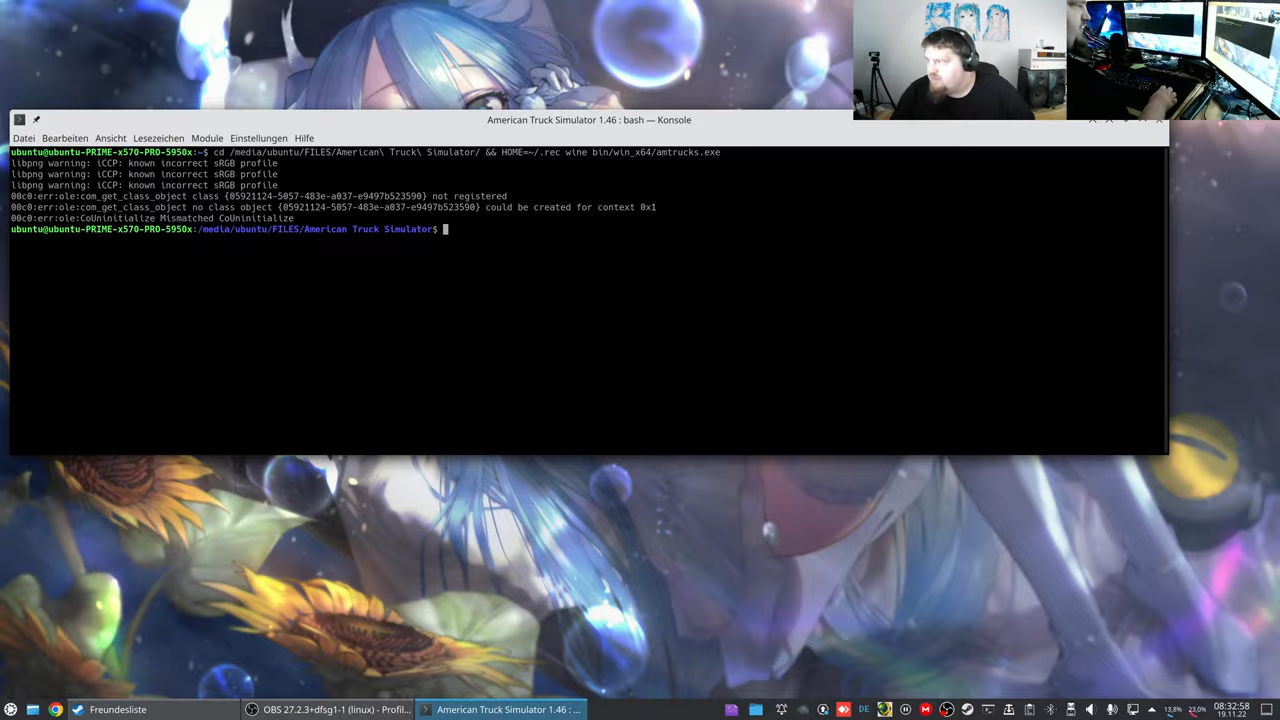 American Truck Simulator 1.46 : bash — Konsole
Datei Bearbeiten Ansicht Lesezeichen Module Einstellungen Hilfe
ubuntu@ubuntu-PRIME-x570-PRO-5950x:~$ cd /media/ubuntu/FILES/American\ Truck\ Simulator/ && HOME=~/.rec wine bin/win_x64/amtrucks.exe
libpng warning: iCCP: known incorrect sRGB profile
libpng warning: iCCP: known incorrect sRGB profile
libpng warning: iCCP: known incorrect sRGB profile
00c0:err:ole:com_get_class_object class {05921124-5057-483e-a037-e9497b523590} not registered
00c0:err:ole:com_get_class_object no class object {05921124-5057-483e-a037-e9497b523590} could be created for context 0x1
00c0:err:ole:CoUninitialize Mismatched CoUninitialize
ubuntu@ubuntu-PRIME-x570-PRO-5950x:/media/ubuntu/FILES/American Truck Simulator$
Freundesliste
OBS 27.2.3+dfsg1-1 (linux) - Profil...
American Truck Simulator 1.46 : ...
DE
13,8% 23,0%
08:32:58
19.11.22